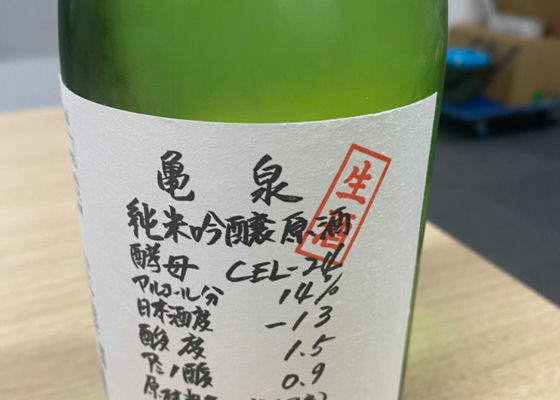 亀泉
生酒
純米吟醸原酒
酵母 CEL-24
アルコール分 14%
日本酒度 -13
酸度 1.5
アミノ酸 0.9